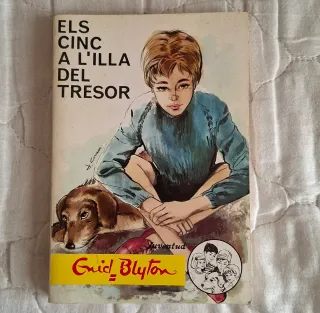 ELS
CINC
A L'ILLA
DEL
TRESOR
Juventud
Enid Blyton